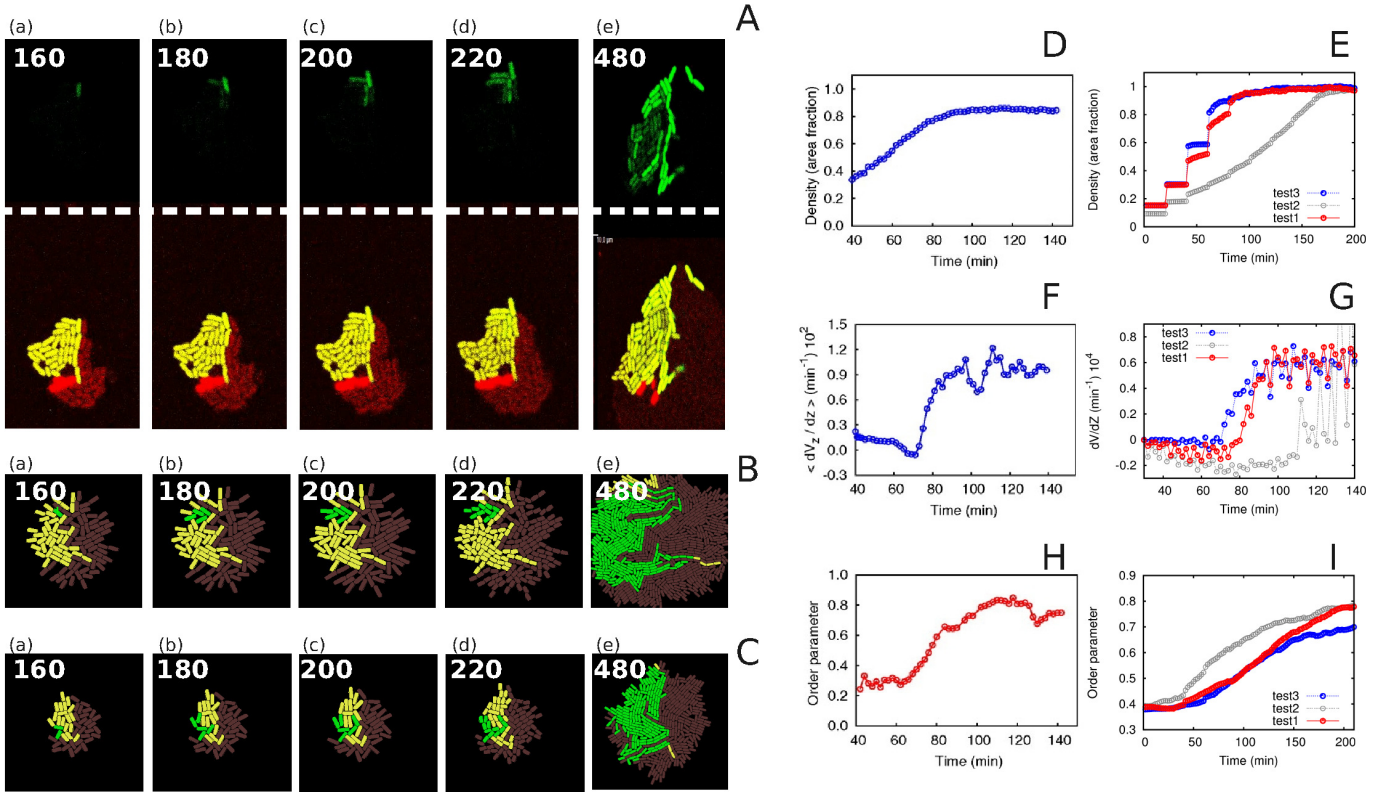 (a) (b) (c) (d) (e) A
160 180 200 220 480
10.0 µm
(a) (b) (c) (d) (e) B
160 180 200 220 480
(a) (b) (c) (d) (e) C
160 180 200 220 480
D
1.0
0.8
0.6
0.4
0.2
0
Density (area fraction)
40 60 80 100 120 140
Time (min)
E
1
0.8
0.6
0.4
0.2
0
Density (area fraction)
test3
test2
test1
0 50 100 150 200
Time (min)
F
1.5
1.2
0.9
0.6
0.3
0.0
-0.3
< dVz / dz > (min⁻¹) 10²
40 60 80 100 120 140
Time (min)
G
0.8
0.6
0.4
0.2
0
-0.2
dV/dZ (min⁻¹) 10⁴
test3
test2
test1
40 60 80 100 120 140
Time (min)
H
1.0
0.8
0.6
0.4
0.2
0.0
Order parameter
40 60 80 100 120 140
Time (min)
I
0.9
0.8
0.7
0.6
0.5
0.4
0.3
Order parameter
test3
test2
test1
0 50 100 150 200
Time (min)